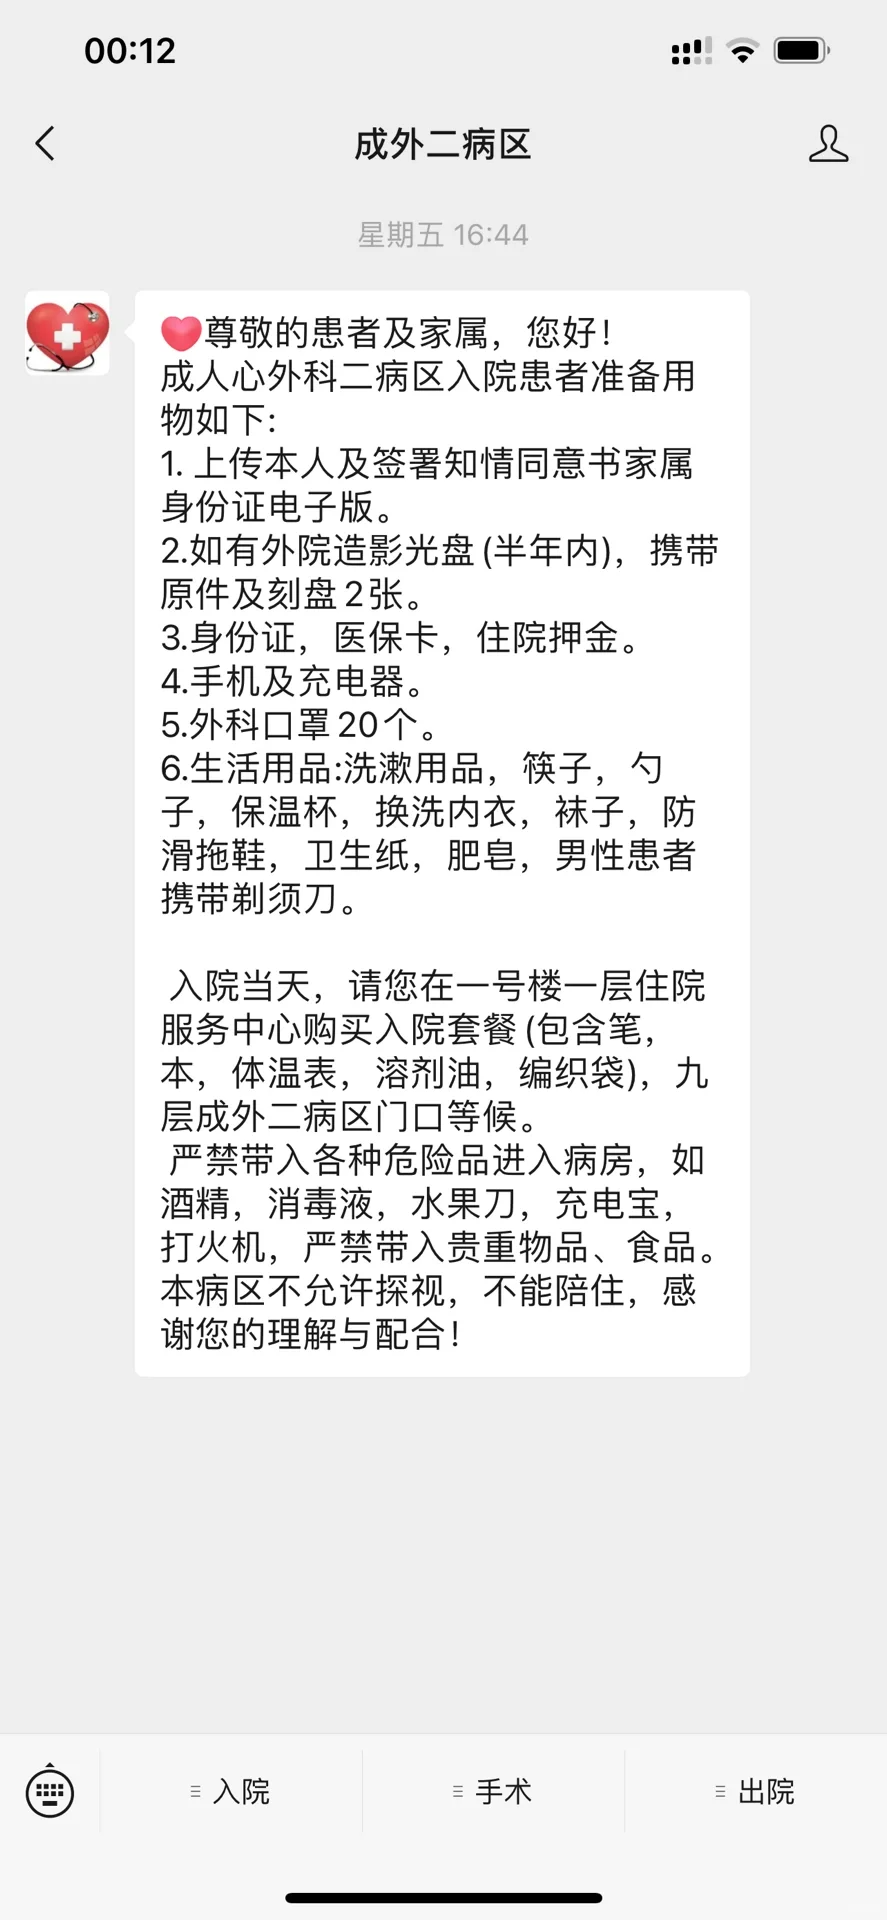 00:12
成外二病区
星期五 16:44
❤尊敬的患者及家属，您好！
成人心外科二病区入院患者准备用
物如下:
1. 上传本人及签署知情同意书家属
身份证电子版。
2.如有外院造影光盘(半年内)，携带
原件及刻盘2张。
3.身份证，医保卡，住院押金。
4.手机及充电器。
5.外科口罩20个。
6.生活用品:洗漱用品，筷子，勺
子，保温杯，换洗内衣，袜子，防
滑拖鞋，卫生纸，肥皂，男性患者
携带剃须刀。
入院当天，请您在一号楼一层住院
服务中心购买入院套餐(包含笔，
本，体温表，溶剂油，编织袋)，九
层成外二病区门口等候。
严禁带入各种危险品进入病房，如
酒精，消毒液，水果刀，充电宝，
打火机，严禁带入贵重物品、食品。
本病区不允许探视，不能陪住，感
谢您的理解与配合！
入院
手术
出院